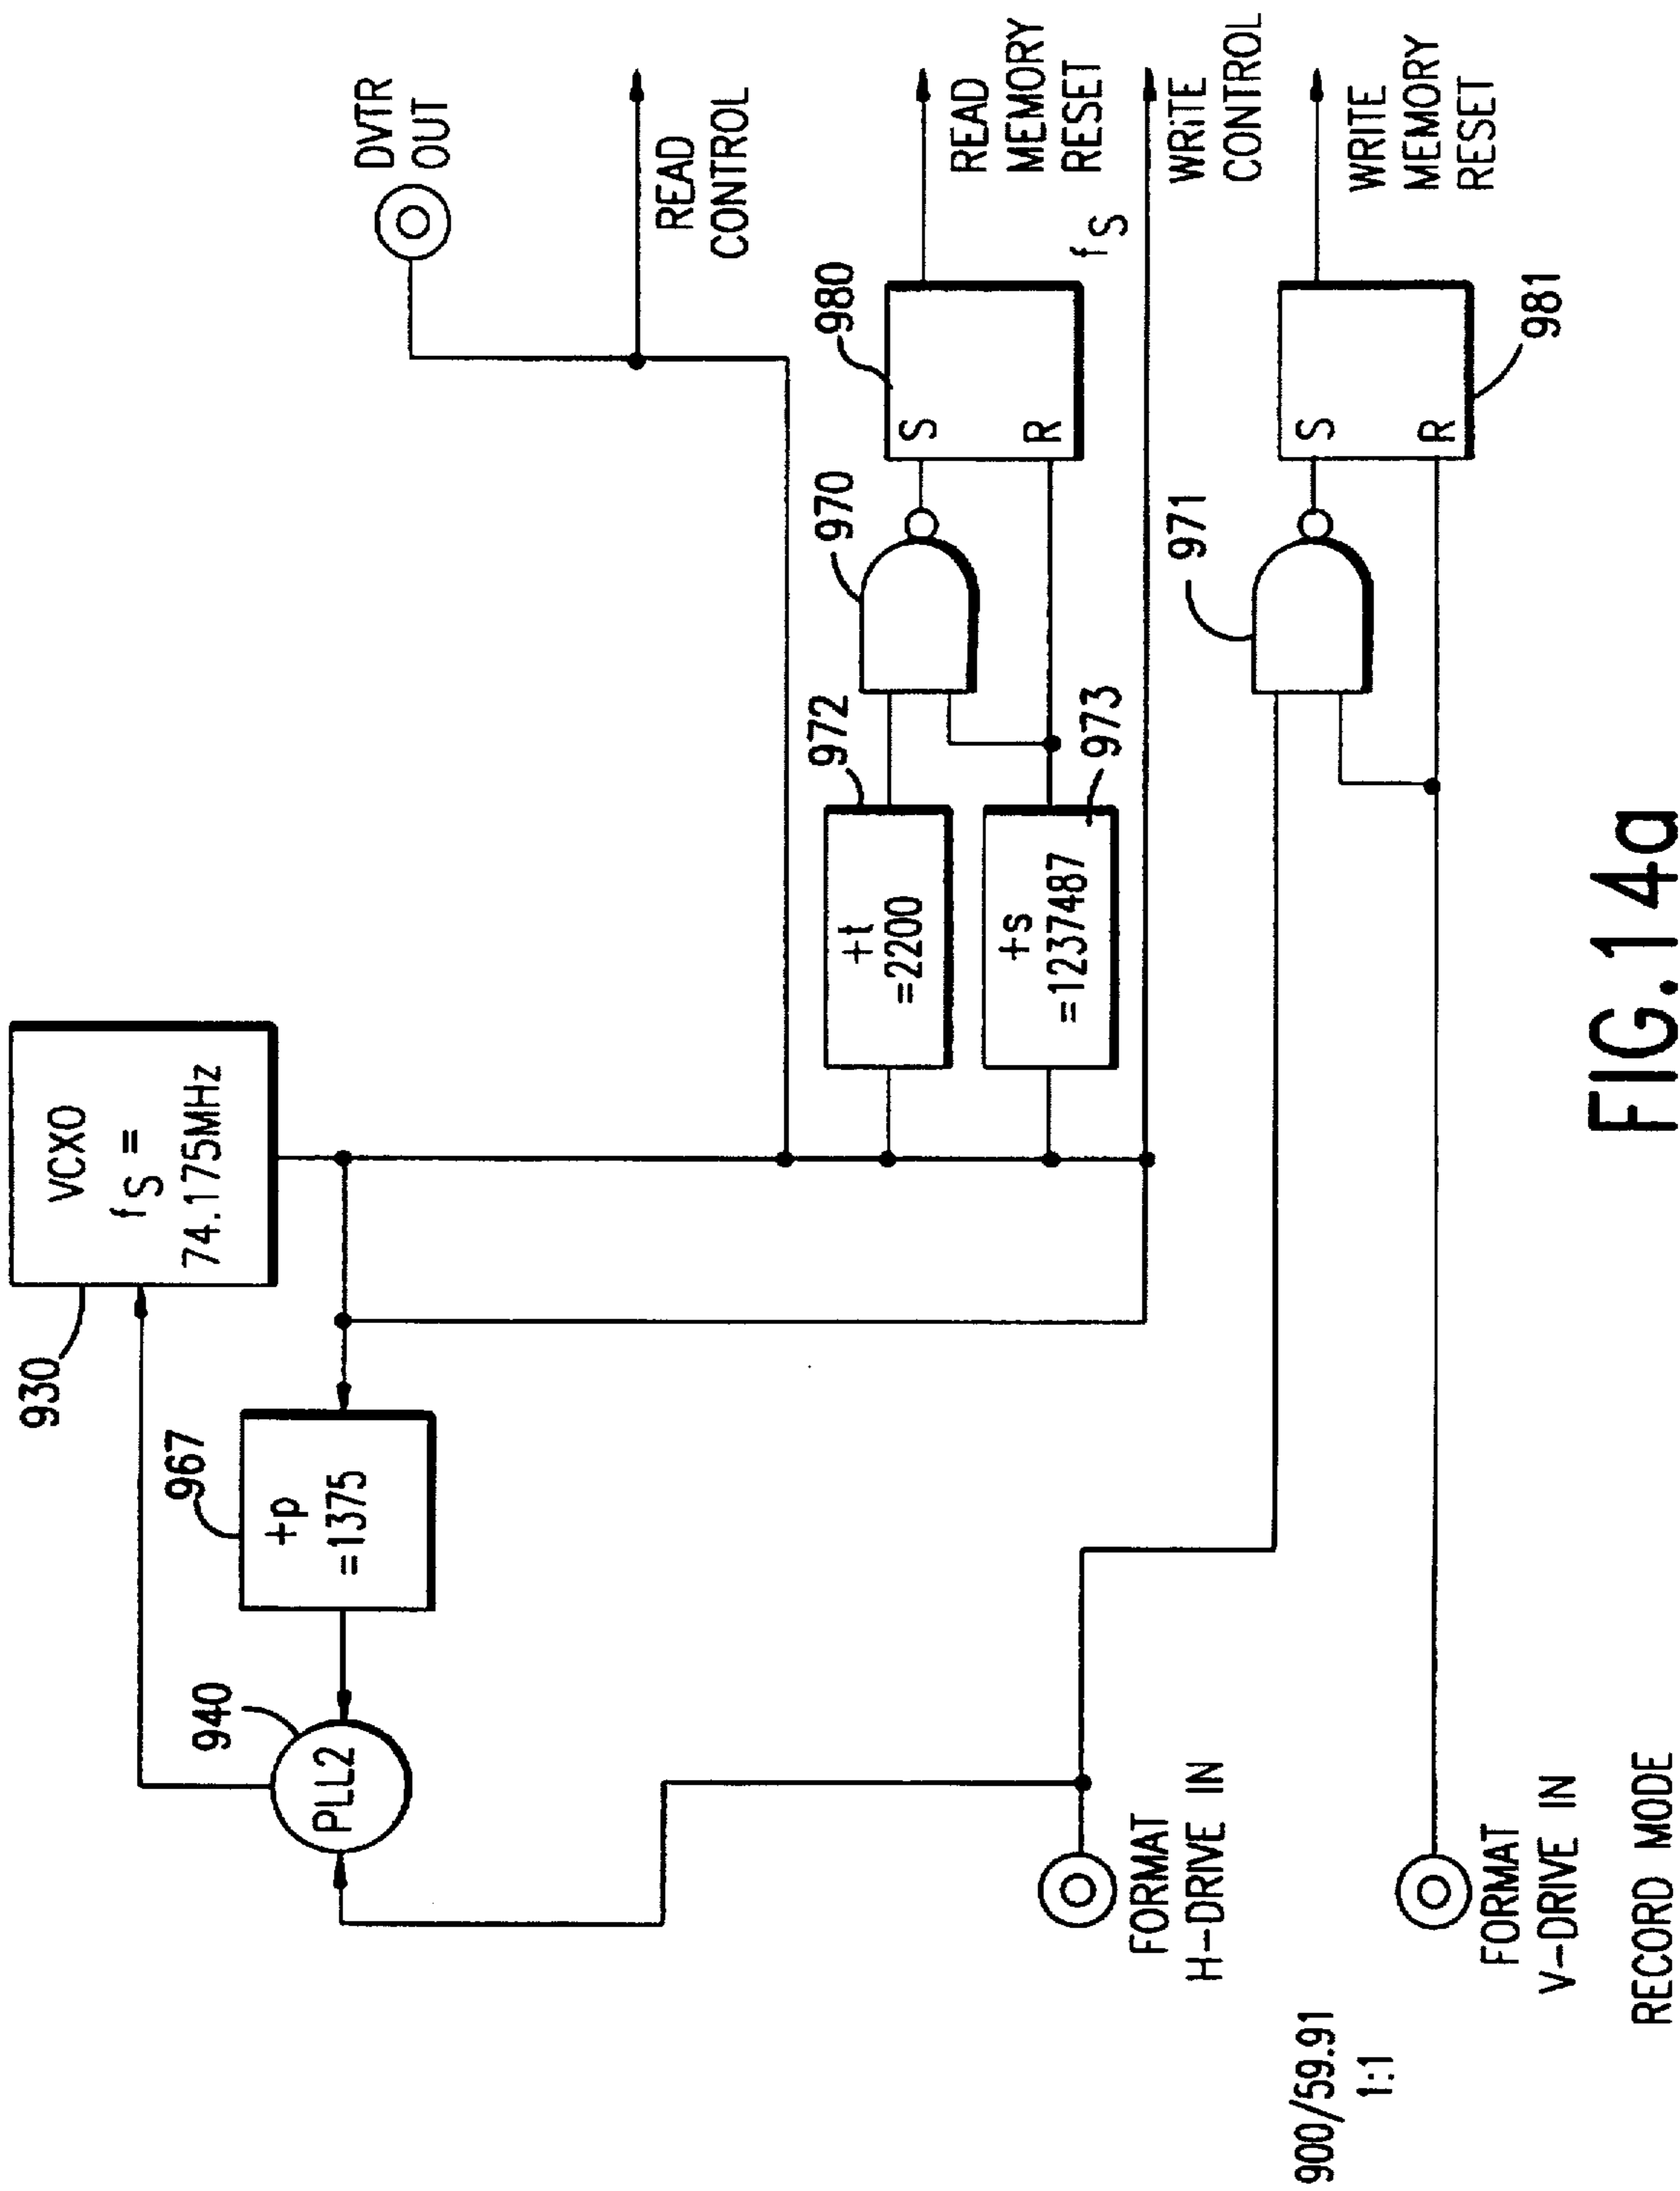 930
VCXO
fS =
74.175MHz
967
+p
=1375
940
PLL2
DVTR
OUT
READ
CONTROL
972
+t
=2200
970
980
S
R
READ
MEMORY
RESET
+s
=1237487
973
fS
WRITE
CONTROL
971
S
R
981
WRITE
MEMORY
RESET
FORMAT
H-DRIVE IN
900/59.91
1:1
FORMAT
V-DRIVE IN
RECORD MODE
FIG.14a